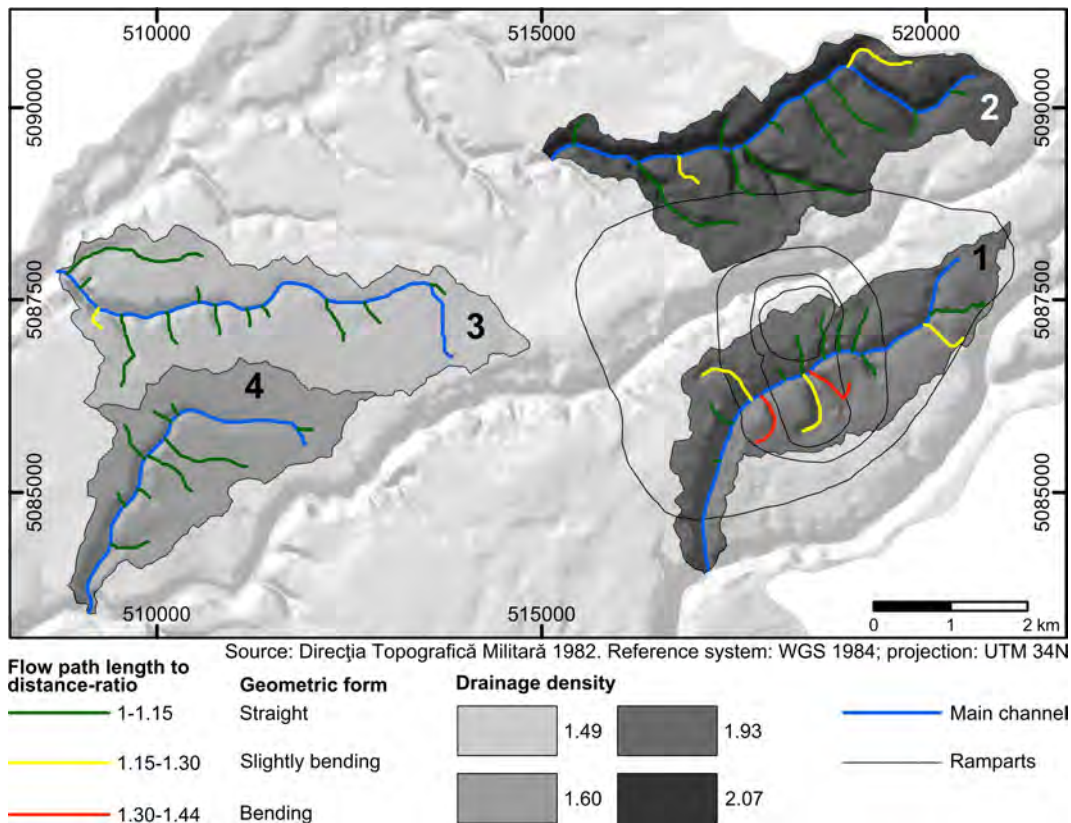 510000
515000
520000
5090000
5090000
2
1
5087500
5087500
3
4
5085000
5085000
510000
515000
0 1 2 km
Source: Direcția Topografică Militară 1982. Reference system: WGS 1984; projection: UTM 34N
Flow path length to
distance-ratio
Geometric form
Drainage density
1-1.15
Straight
1.49
1.93
Main channel
1.15-1.30
Slightly bending
Ramparts
1.60
2.07
1.30-1.44
Bending